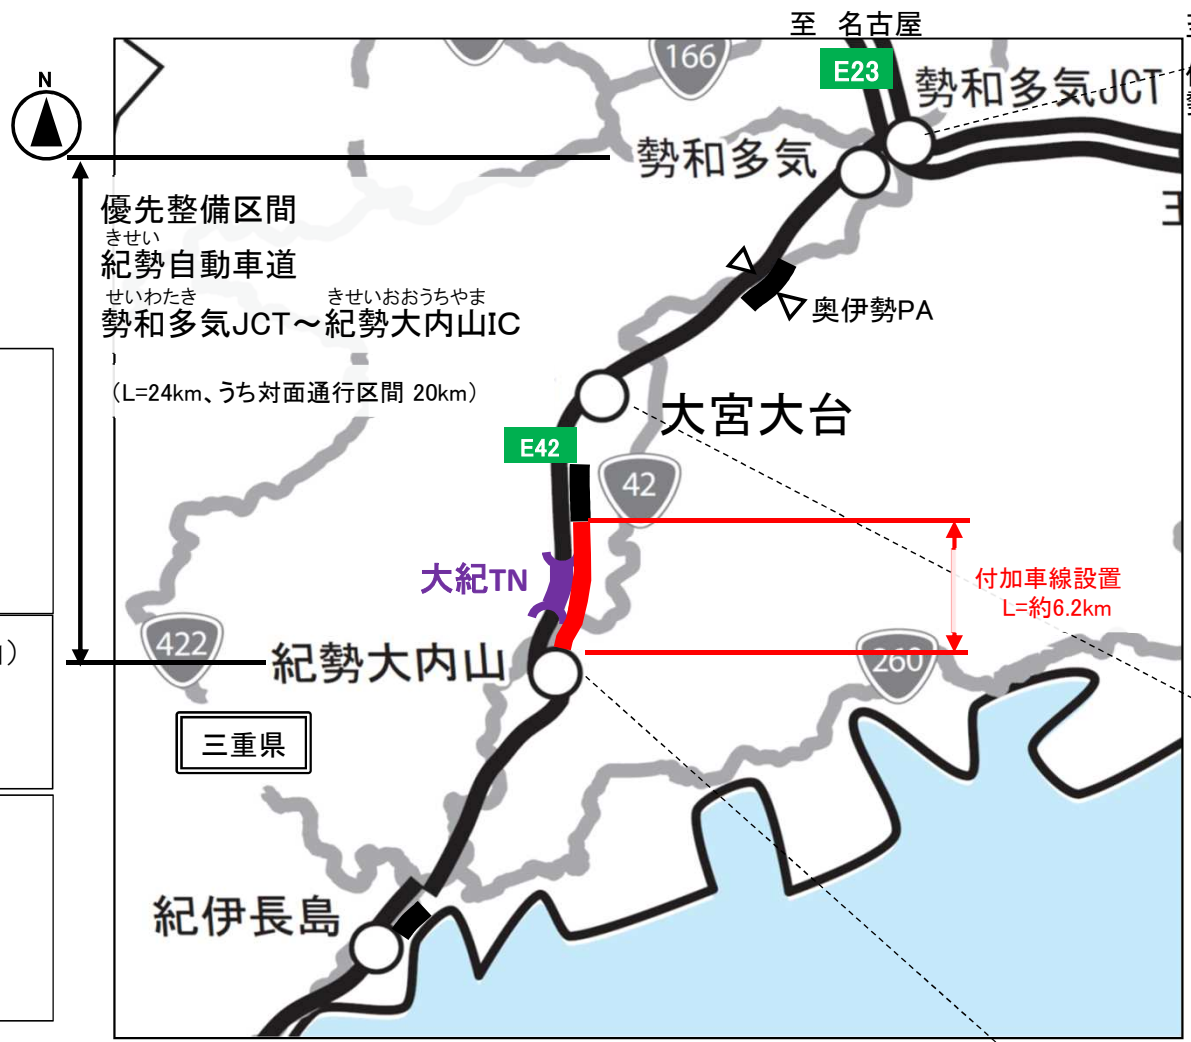 至 名古屋
166
E23
勢和多気JCT
N
勢和多気
優先整備区間
きせい
紀勢自動車道
せいわたき きせいおおうちやま
勢和多気JCT～紀勢大内山IC
（L=24km、うち対面通行区間 20km）
奥伊勢PA
大宮大台
E42
42
大紀TN
付加車線設置
L=約6.2km
422
紀勢大内山
260
三重県
紀伊長島